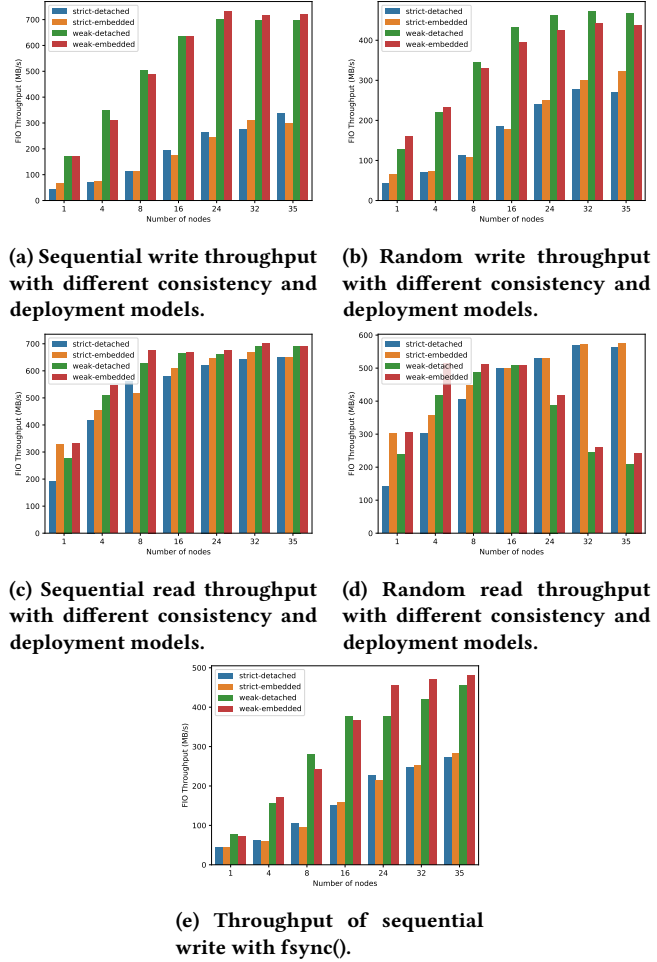 strict-detached
strict-embedded
weak-detached
weak-embedded
700
600
500
400
300
200
100
0
FIO Throughput (MB/s)
1 4 8 16 24 32 35
Number of nodes
strict-detached
strict-embedded
weak-detached
weak-embedded
400
300
200
100
0
FIO Throughput (MB/s)
1 4 8 16 24 32 35
Number of nodes
(a) Sequential write throughput
with different consistency and
deployment models.
(b) Random write throughput
with different consistency and
deployment models.
strict-detached
strict-embedded
weak-detached
weak-embedded
700
600
500
400
300
200
100
0
FIO Throughput (MB/s)
1 4 8 16 24 32 35
Number of nodes
strict-detached
strict-embedded
weak-detached
weak-embedded
600
500
400
300
200
100
0
FIO Throughput (MB/s)
1 4 8 16 24 32 35
Number of nodes
(c) Sequential read throughput
with different consistency and
deployment models.
(d) Random read throughput
with different consistency and
deployment models.
strict-detached
strict-embedded
weak-detached
weak-embedded
500
400
300
200
100
0
FIO Throughput (MB/s)
1 4 8 16 24 32 35
Number of nodes
(e) Throughput of sequential
write with fsync().